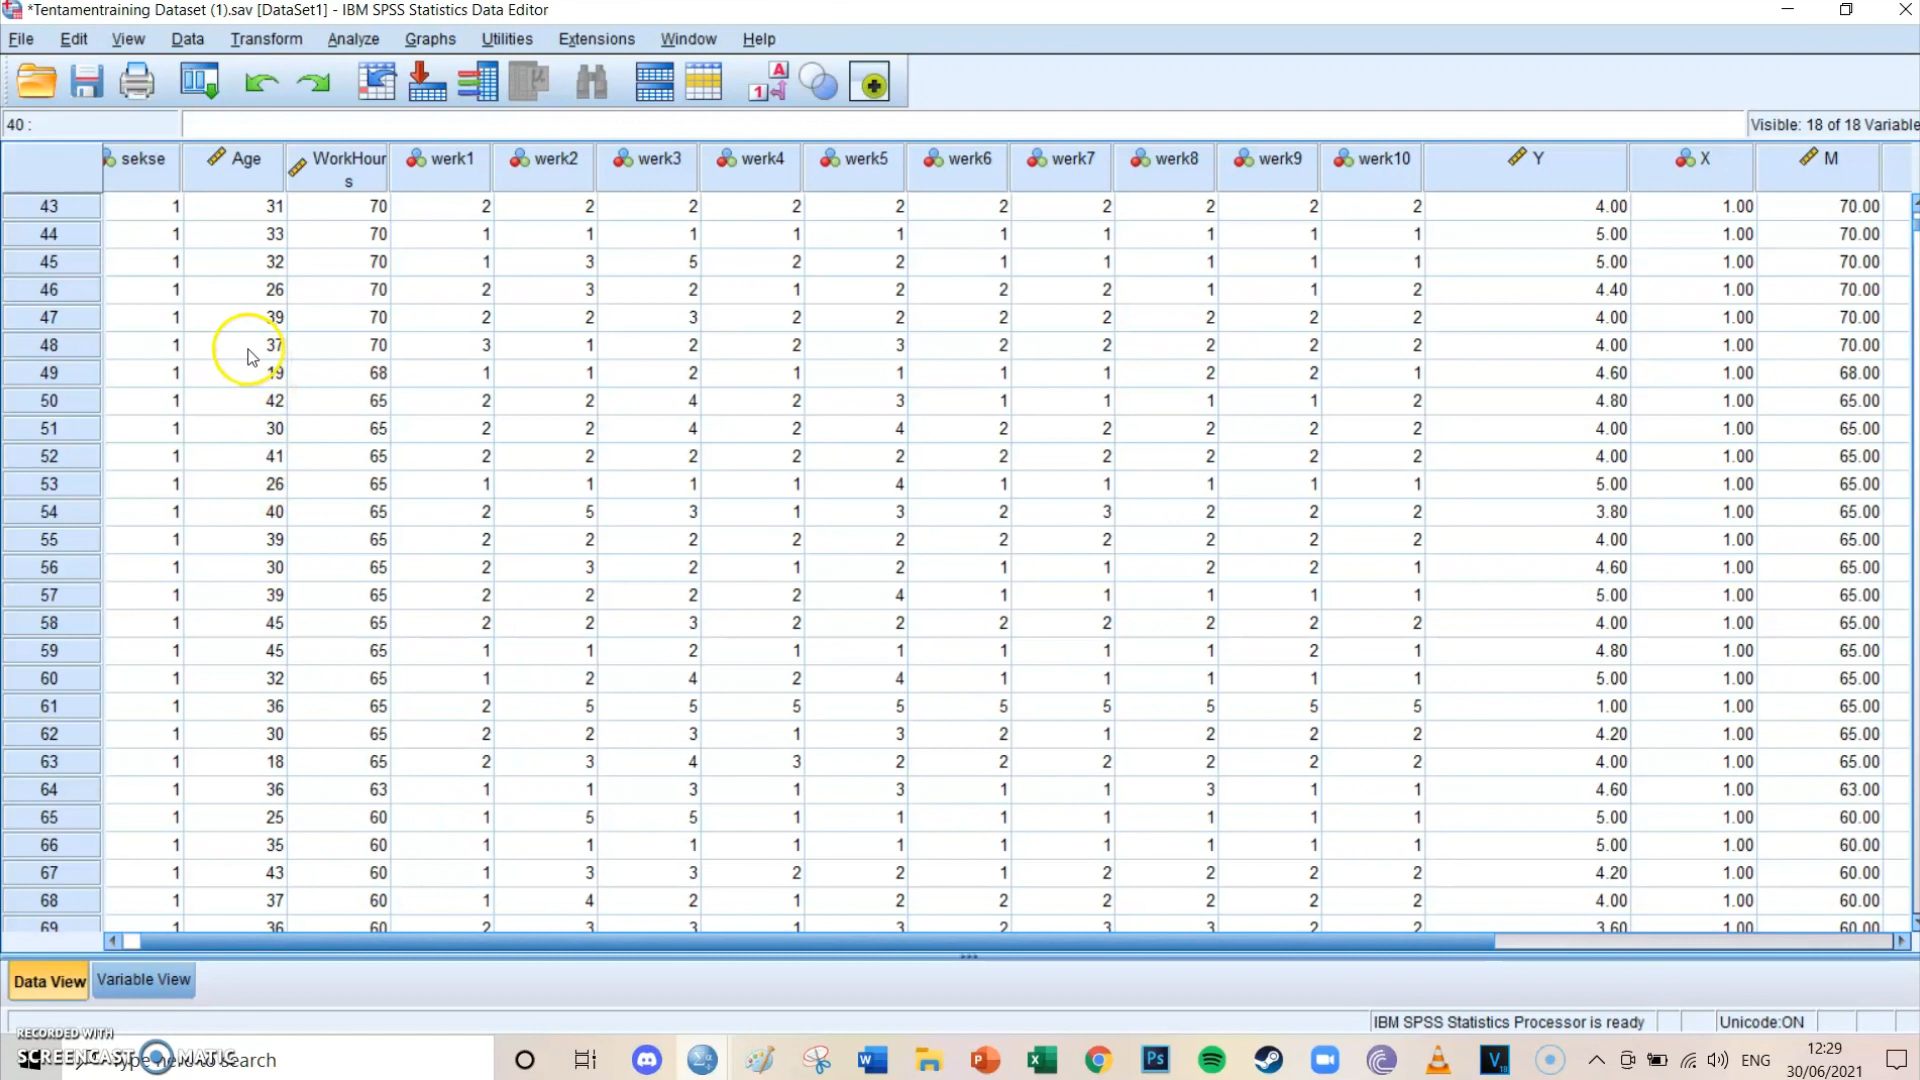 *Tentamentraining Dataset (1).sav [DataSet1] - IBM SPSS Statistics Data Editor
File Edit View Data Transform Analyze Graphs Utilities Extensions Window Help
40 : Visible: 18 of 18 Variable
sekse Age WorkHour werk1 werk2 werk3 werk4 werk5 werk6 werk7 werk8 werk9 werk10 Y X M
s
43 1 31 70 2 2 2 2 2 2 2 2 2 2 4.00 1.00 70.00
44 1 33 70 1 1 1 1 1 1 1 1 1 1 5.00 1.00 70.00
45 1 32 70 1 3 5 2 2 1 1 1 1 1 5.00 1.00 70.00
46 1 26 70 2 3 2 1 2 2 2 1 1 2 4.40 1.00 70.00
47 1 39 70 2 2 3 2 2 2 2 2 2 2 4.00 1.00 70.00
48 1 37 70 3 1 2 2 3 2 2 2 2 2 4.00 1.00 70.00
49 1 19 68 1 1 2 1 1 1 1 2 2 1 4.60 1.00 68.00
50 1 42 65 2 2 4 2 3 1 1 1 1 2 4.80 1.00 65.00
51 1 30 65 2 2 4 2 4 2 2 2 2 2 4.00 1.00 65.00
52 1 41 65 2 2 2 2 2 2 2 2 2 2 4.00 1.00 65.00
53 1 26 65 1 1 1 1 4 1 1 1 1 1 5.00 1.00 65.00
54 1 40 65 2 5 3 1 3 2 3 2 2 2 3.80 1.00 65.00
55 1 39 65 2 2 2 2 2 2 2 2 2 2 4.00 1.00 65.00
56 1 30 65 2 3 2 1 2 1 1 2 2 1 4.60 1.00 65.00
57 1 39 65 2 2 2 2 4 1 1 1 1 1 5.00 1.00 65.00
58 1 45 65 2 2 3 2 2 2 2 2 2 2 4.00 1.00 65.00
59 1 45 65 1 1 2 1 1 1 1 1 2 1 4.80 1.00 65.00
60 1 32 65 1 2 4 2 4 1 1 1 1 1 5.00 1.00 65.00
61 1 36 65 2 5 5 5 5 5 5 5 5 5 1.00 1.00 65.00
62 1 30 65 2 2 3 1 3 2 1 2 2 2 4.20 1.00 65.00
63 1 18 65 2 3 4 3 2 2 2 2 2 2 4.00 1.00 65.00
64 1 36 63 1 1 3 1 3 1 1 3 1 1 4.60 1.00 63.00
65 1 25 60 1 5 5 1 1 1 1 1 1 1 5.00 1.00 60.00
66 1 35 60 1 1 1 1 1 1 1 1 1 1 5.00 1.00 60.00
67 1 43 60 1 3 3 2 2 1 2 2 2 2 4.20 1.00 60.00
68 1 37 60 1 4 2 1 2 2 2 2 2 2 4.00 1.00 60.00
69 1 36 60 2 3 3 1 3 2 3 3 2 2 3.60 1.00 60.00
Data View Variable View
IBM SPSS Statistics Processor is ready Unicode:ON
RECORDED WITH
SCREENCAST MATIC
Type here to search
ENG
12:29
30/06/2021